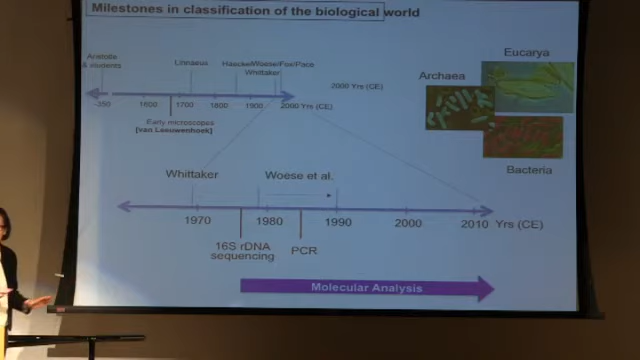 Milestones in classification of the biological world
Aristotle
& students
Linnaeus
Haeckel
Woese/Fox/Pace
Whittaker
-350
1600
1700
1800
1900
2000 Yrs (CE)
2000 Yrs (CE)
Early microscopes
[van Leeuwenhoek]
Eucarya
Archaea
Bacteria
Whittaker
Woese et al.
1970
1980
1990
2000
2010 Yrs (CE)
16S rDNA
sequencing
PCR
Molecular Analysis